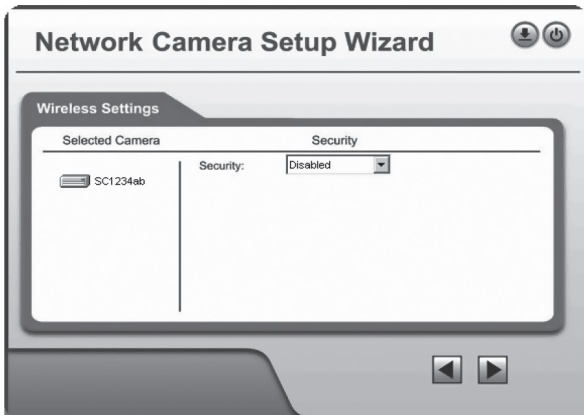 Network Camera Setup Wizard
Wireless Settings
Selected Camera Security
SC1234ab Security: Disabled